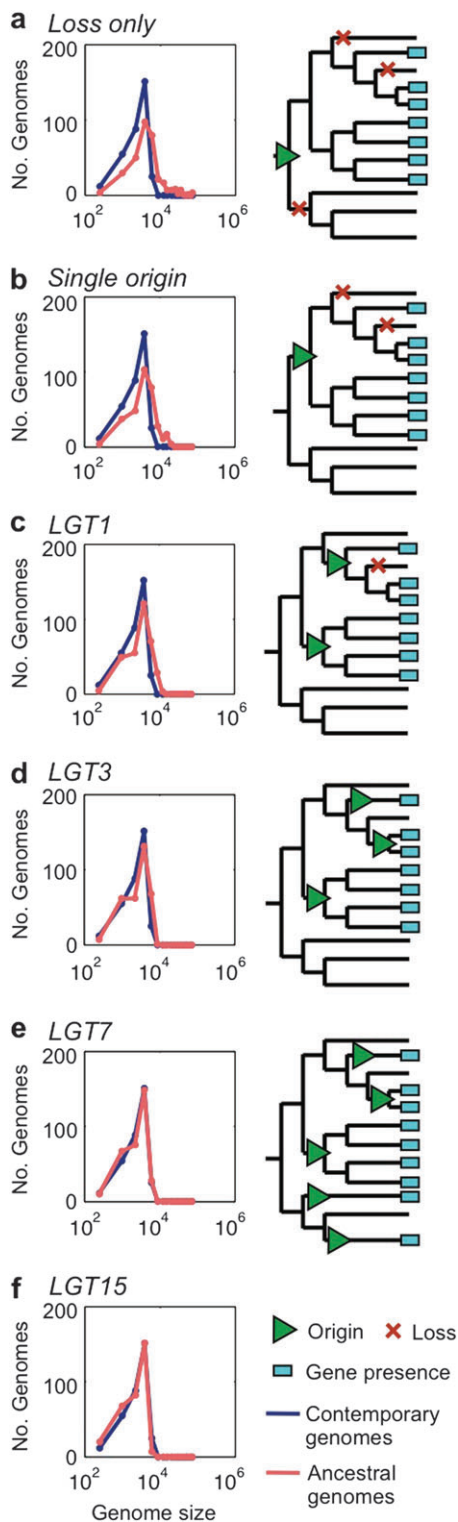 a Loss only
200
100
0
No. Genomes
10² 10⁴ 10⁶
b Single origin
200
100
0
No. Genomes
10² 10⁴ 10⁶
c LGT1
200
100
0
No. Genomes
10² 10⁴ 10⁶
d LGT3
200
100
0
No. Genomes
10² 10⁴ 10⁶
e LGT7
200
100
0
No. Genomes
10² 10⁴ 10⁶
f LGT15
200
100
0
No. Genomes
10² 10⁴ 10⁶
Genome size
Origin Loss
Gene presence
Contemporary
genomes
Ancestral
genomes